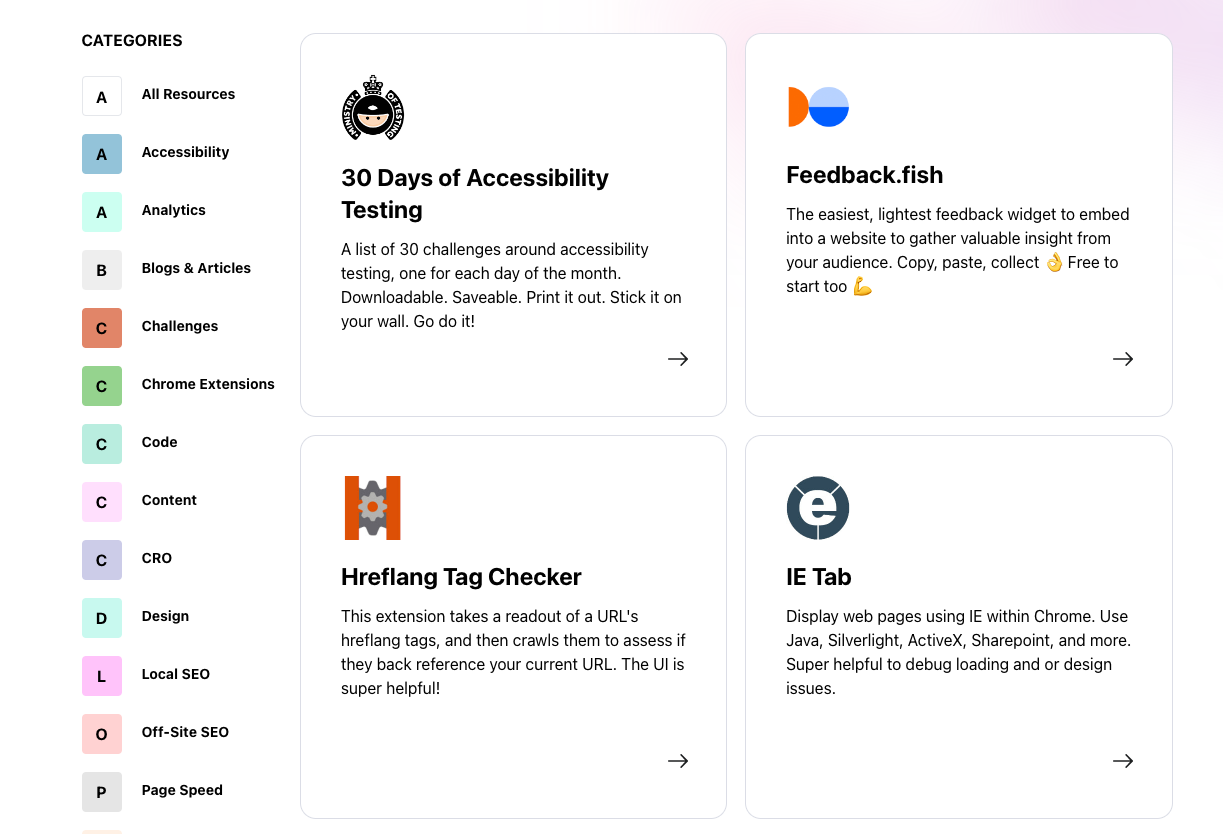 CATEGORIES
A All Resources
A Accessibility
A Analytics
B Blogs & Articles
C Challenges
C Chrome Extensions
C Code
C Content
C CRO
D Design
L Local SEO
O Off-Site SEO
P Page Speed
MINISTRY OF TESTING
30 Days of Accessibility
Testing
A list of 30 challenges around accessibility
testing, one for each day of the month.
Downloadable. Saveable. Print it out. Stick it on
your wall. Go do it!
→
Feedback.fish
The easiest, lightest feedback widget to embed
into a website to gather valuable insight from
your audience. Copy, paste, collect 👌 Free to
start too 💪
→
Hreflang Tag Checker
This extension takes a readout of a URL's
hreflang tags, and then crawls them to assess if
they back reference your current URL. The UI is
super helpful!
→
e
IE Tab
Display web pages using IE within Chrome. Use
Java, Silverlight, ActiveX, Sharepoint, and more.
Super helpful to debug loading and or design
issues.
→